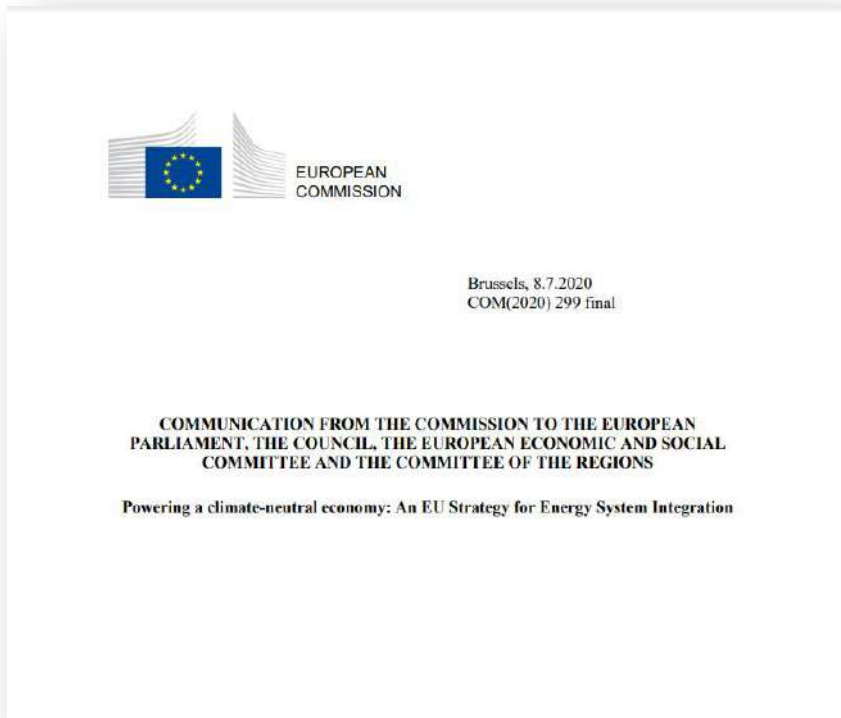 EUROPEAN
COMMISSION
Brussels, 8.7.2020
COM(2020) 299 final
COMMUNICATION FROM THE COMMISSION TO THE EUROPEAN
PARLIAMENT, THE COUNCIL, THE EUROPEAN ECONOMIC AND SOCIAL
COMMITTEE AND THE COMMITTEE OF THE REGIONS
Powering a climate-neutral economy: An EU Strategy for Energy System Integration